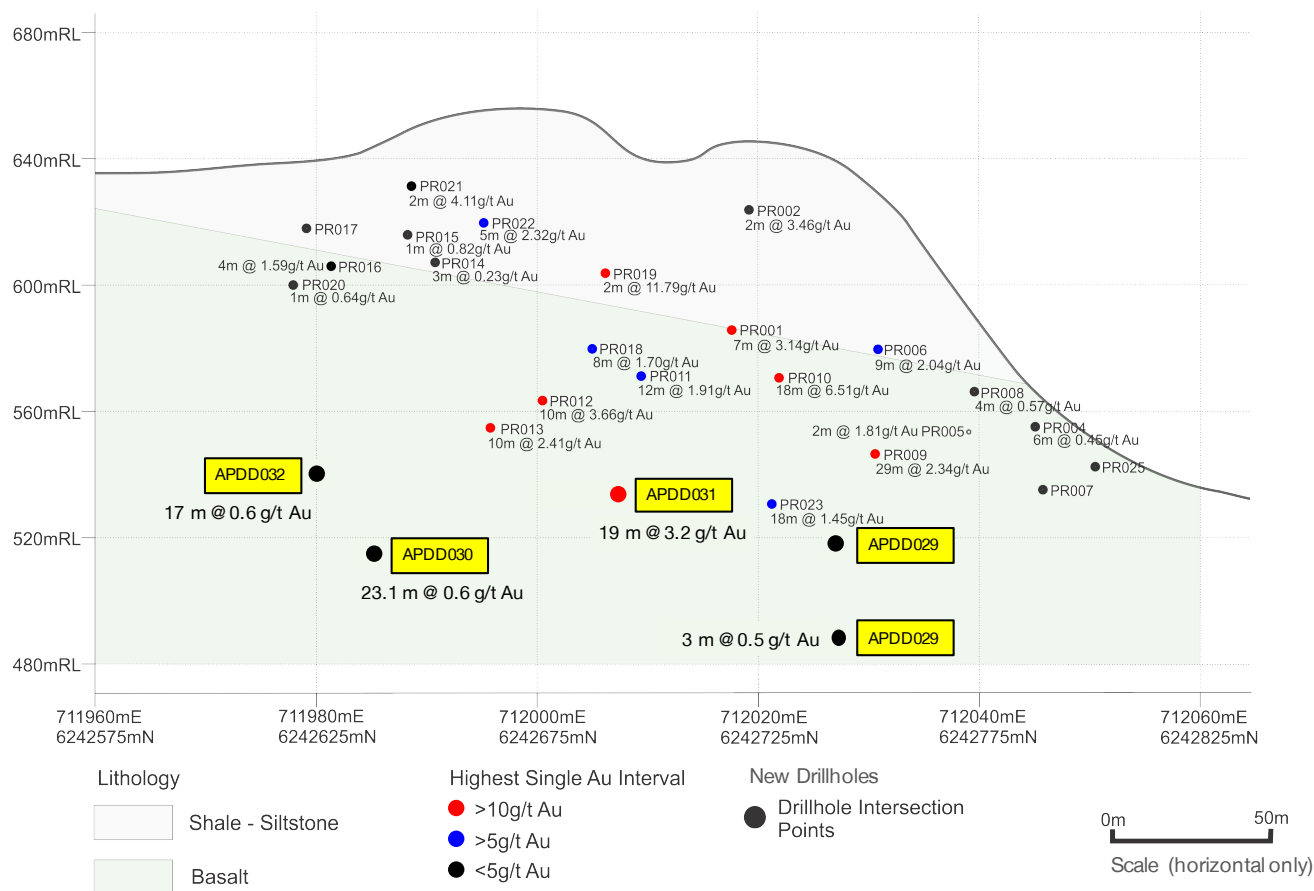 680mRL
640mRL
600mRL
560mRL
520mRL
480mRL
PR021
2m @ 4.11g/t Au
PR022
5m @ 2.32g/t Au
PR002
2m @ 3.46g/t Au
PR017
PR015
1m @ 0.82g/t Au
PR014
3m @ 0.23g/t Au
4m @ 1.59g/t Au PR016
PR020
1m @ 0.64g/t Au
PR019
2m @ 11.79g/t Au
PR001
7m @ 3.14g/t Au
PR018
8m @ 1.70g/t Au
PR011
12m @ 1.91g/t Au
PR006
9m @ 2.04g/t Au
PR010
18m @ 6.51g/t Au
PR008
4m @ 0.57g/t Au
PR012
10m @ 3.66g/t Au
PR013
10m @ 2.41g/t Au
2m @ 1.81g/t Au PR005
PR004
6m @ 0.45g/t Au
PR009
29m @ 2.34g/t Au
PR025
PR007
APDD032
17 m @ 0.6 g/t Au
APDD031
19 m @ 3.2 g/t Au
PR023
18m @ 1.45g/t Au
APDD030
23.1 m @ 0.6 g/t Au
APDD029
3 m @ 0.5 g/t Au
APDD029
711960mE
6242575mN
711980mE
6242625mN
712000mE
6242675mN
712020mE
6242725mN
712040mE
6242775mN
712060mE
6242825mN
Lithology
Shale - Siltstone
Basalt
Highest Single Au Interval
>10g/t Au
>5g/t Au
<5g/t Au
New Drillholes
Drillhole Intersection
Points
0m 50m
Scale (horizontal only)